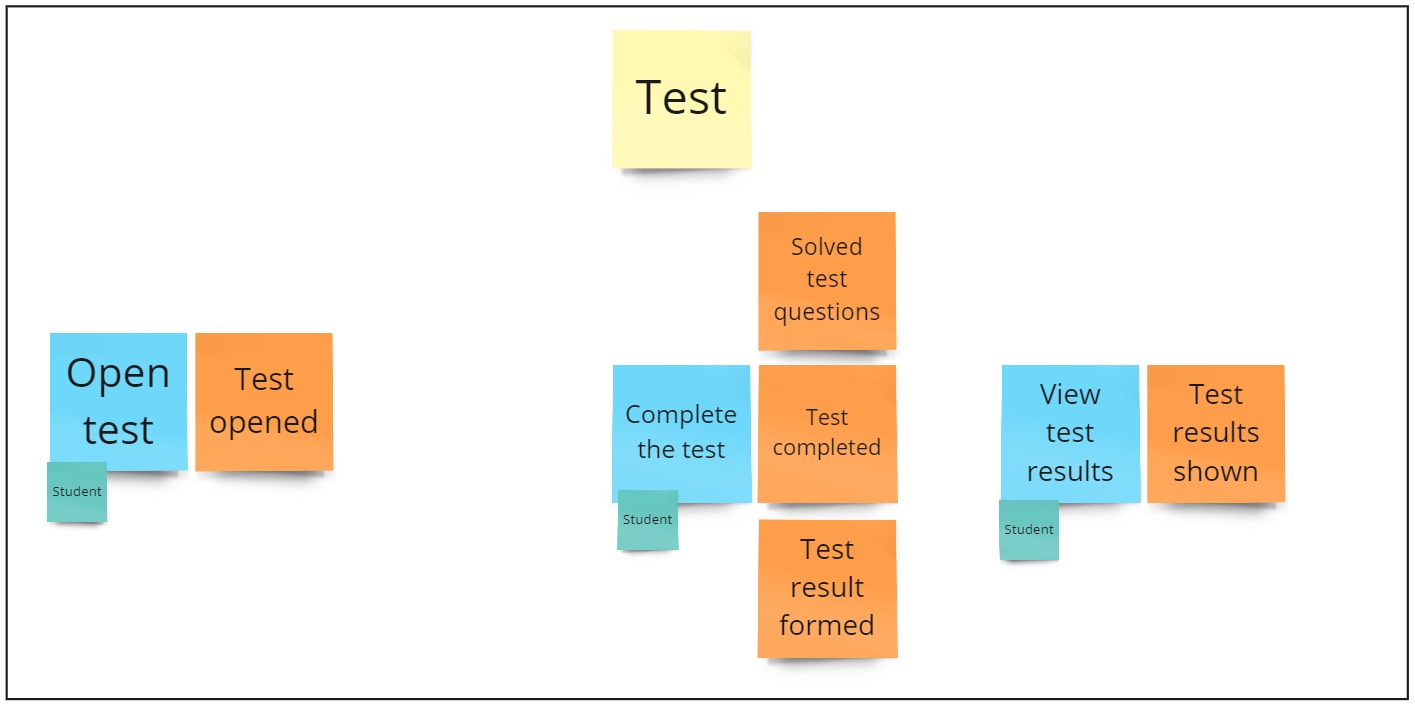 Test
Open
test
Student
Test
opened
Complete
the test
Student
Solved
test
questions
Test
completed
Test
result
formed
View
test
results
Student
Test
results
shown